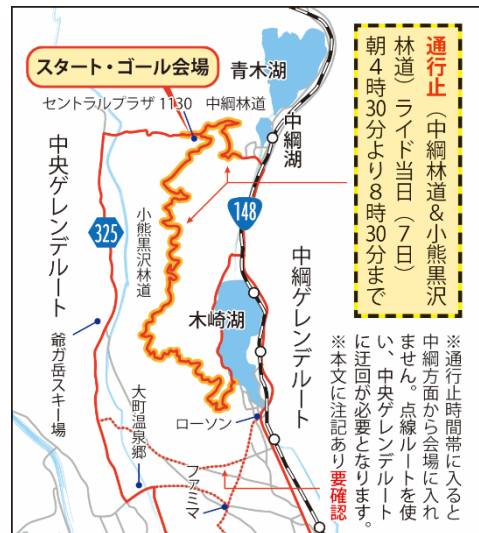 通行止（中綱林道＆小熊黒沢
林道）ライド当日（7日）
朝4時30分より8時30分まで
スタート・ゴール会場
青木湖
セントラルプラザ1130
中綱林道
中綱湖
中央ゲレンデルート
325
小熊黒沢林道
148
中綱ゲレンデルート
木崎湖
爺ガ岳スキー場
大町温泉郷
ローソン
ファミマ
※通行止時間帯に入ると
中綱方面から会場に入れ
ません。点線ルートを使
い、中央ゲレンデルート
に迂回が必要となります。
※本文に注記あり要確認